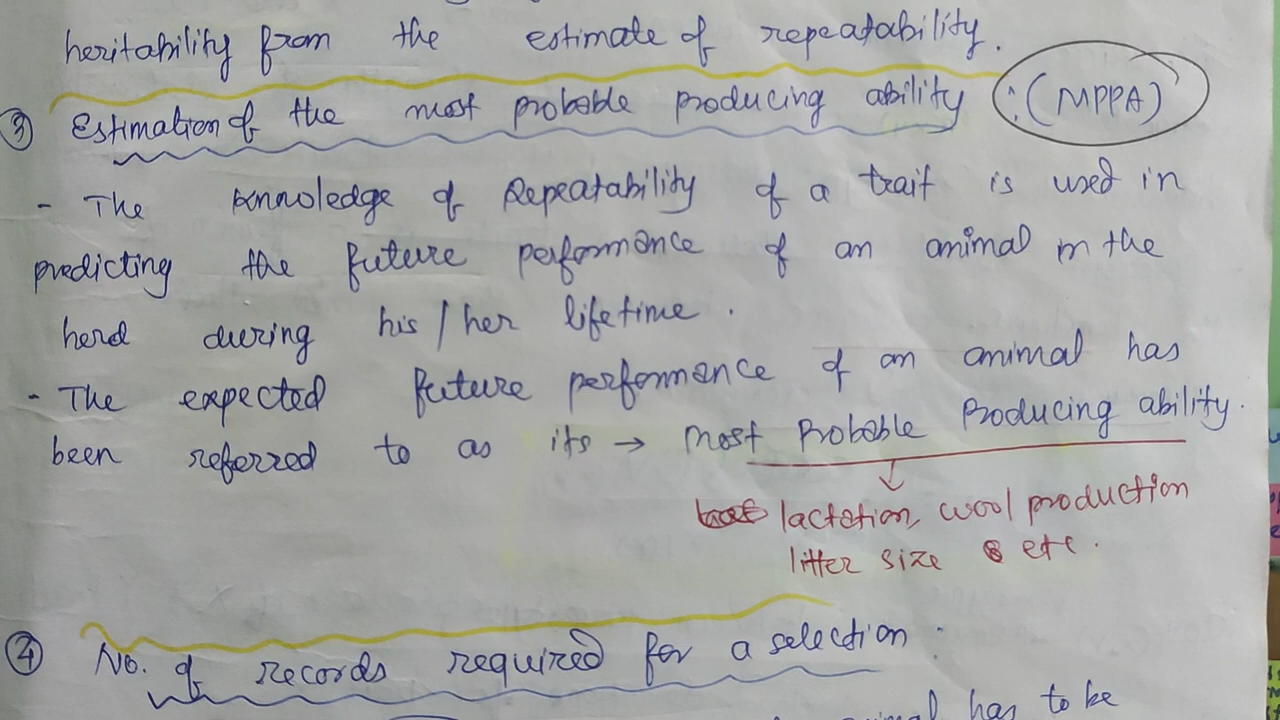 heritability from the estimate of repeatability.
③ Estimation of the most probable producing ability :(MPPA)
- The knowledge of Repeatability of a trait is used in
predicting the future performance of an animal in the
herd during his/her lifetime.
- The expected future performance of an animal has
been referred to as its → most Probable Producing ability.
↓
lactation, wool production
litter size etc.
④ No. of records required for a selection:
has to be